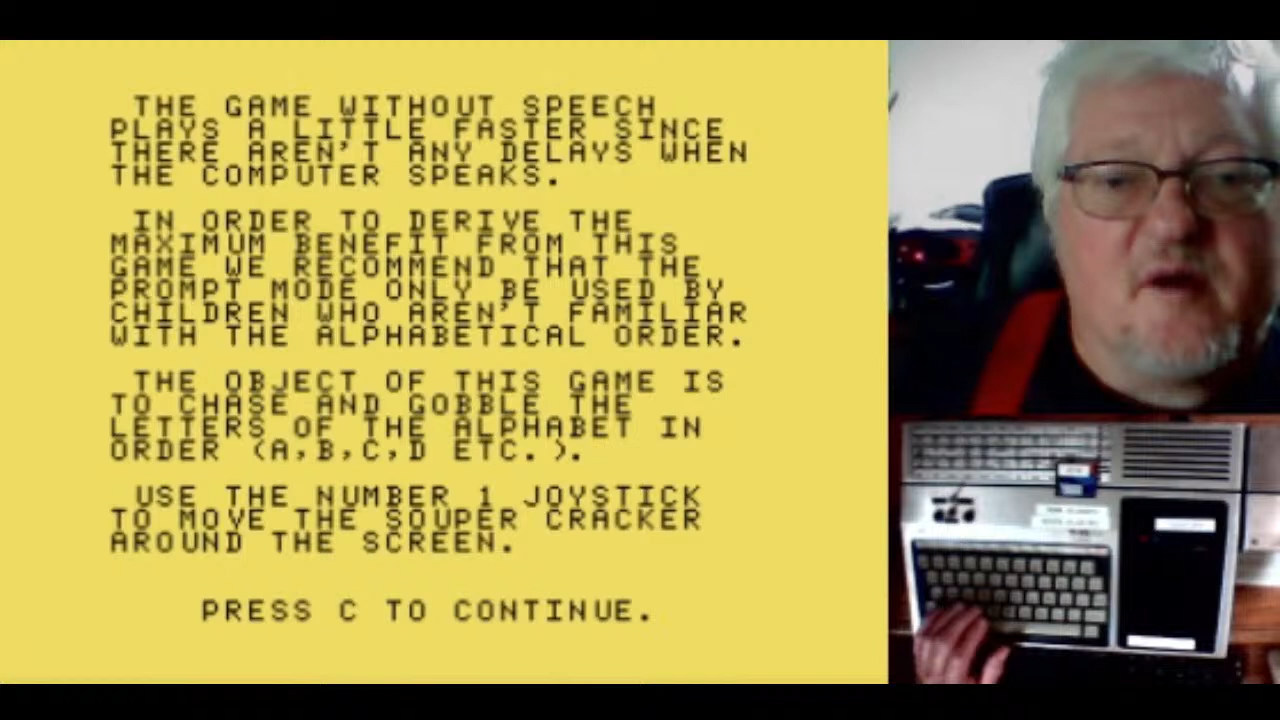 THE GAME WITHOUT SPEECH
PLAYS A LITTLE FASTER SINCE
THERE AREN'T ANY DELAYS WHEN
THE COMPUTER SPEAKS.
IN ORDER TO DERIVE THE
MAXIMUM BENEFIT FROM THIS
GAME WE RECOMMEND THAT THE
PROMPT MODE ONLY BE USED BY
CHILDREN WHO AREN'T FAMILIAR
WITH THE ALPHABETICAL ORDER.
THE OBJECT OF THIS GAME IS
TO CHASE AND GOBBLE THE
LETTERS OF THE ALPHABET IN
ORDER (A,B,C,D ETC.).
USE THE NUMBER 1 JOYSTICK
TO MOVE THE SOUPER CRACKER
AROUND THE SCREEN.
PRESS C TO CONTINUE.